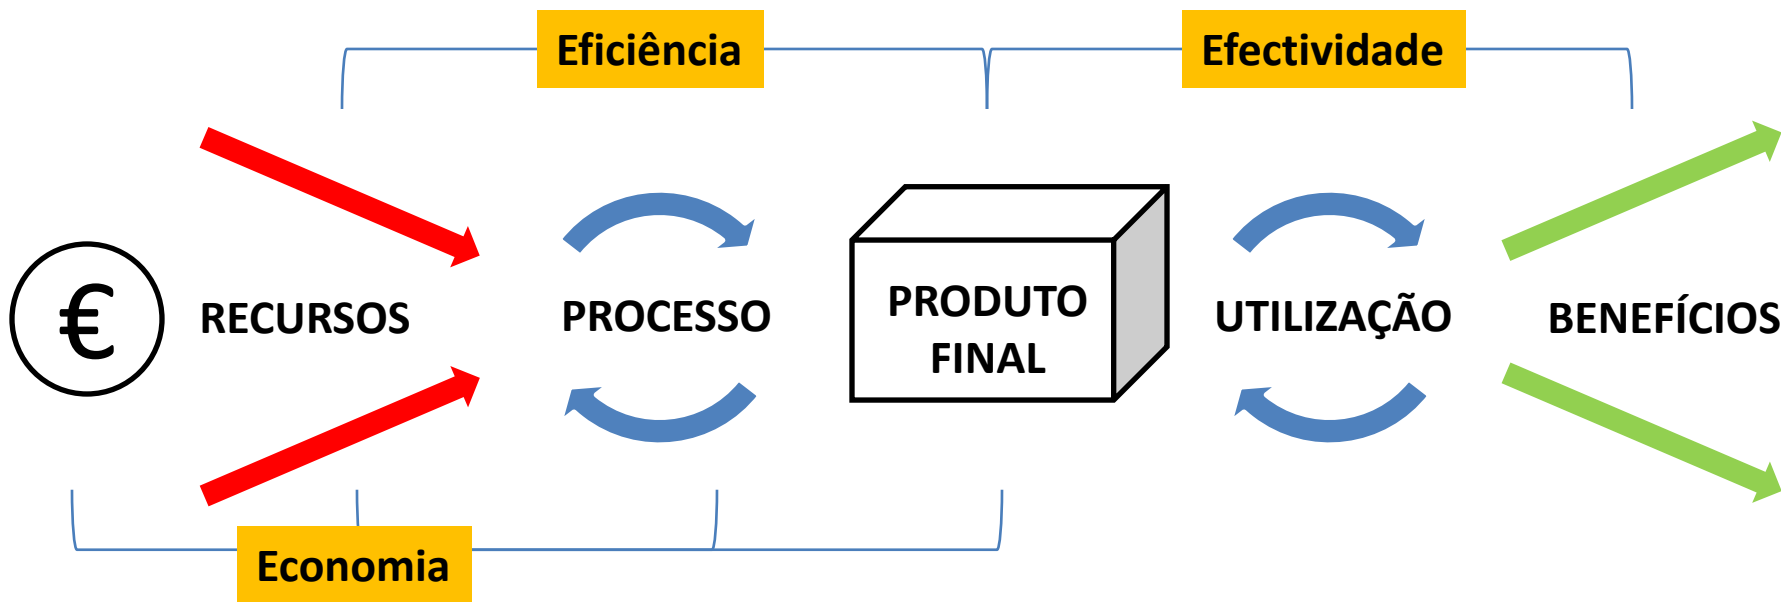 Eficiência
Efectividade
€
RECURSOS
PROCESSO
PRODUTO
FINAL
UTILIZAÇÃO
BENEFÍCIOS
Economia